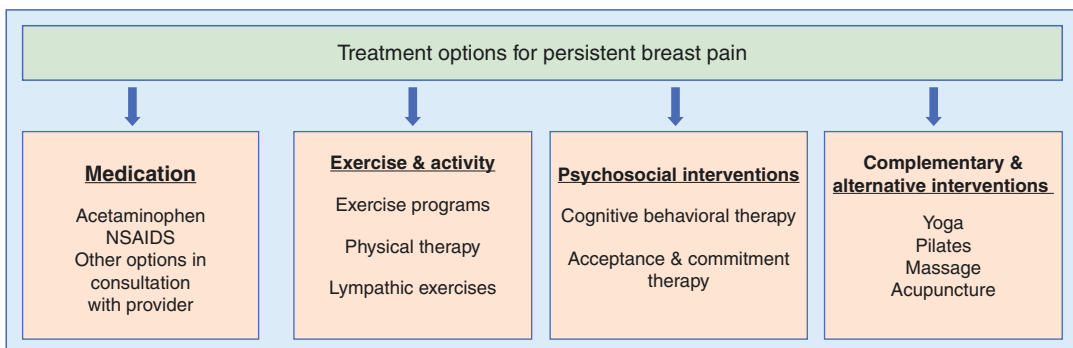 Treatment options for persistent breast pain
Medication
Acetaminophen
NSAIDS
Other options in
consultation
with provider
Exercise & activity
Exercise programs
Physical therapy
Lympathic exercises
Psychosocial interventions
Cognitive behavioral therapy
Acceptance & commitment
therapy
Complementary &
alternative interventions
Yoga
Pilates
Massage
Acupuncture